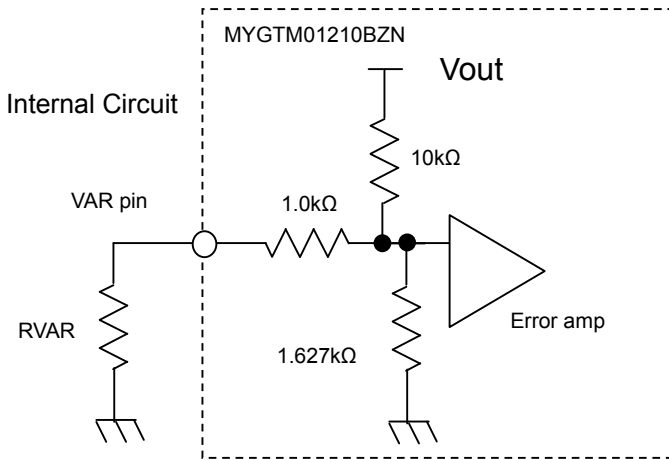 MYGTM01210BZN
Vout
Internal Circuit
10kΩ
VAR pin
1.0kΩ
RVAR
Error amp
1.627kΩ